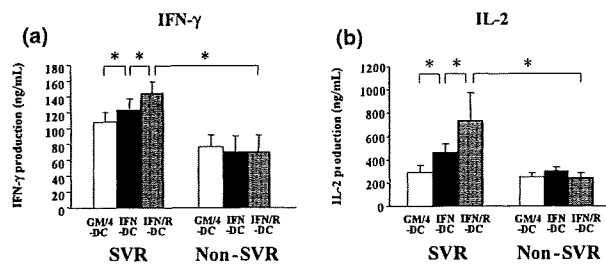 IFN-γ
(a)
IFN-γ production (ng/mL)
180
160
140
120
100
80
60
40
20
0
* * *
GM/4 -DC
IFN -DC
IFN/R -DC
GM/4 -DC
IFN -DC
IFN/R -DC
SVR
Non-SVR
IL-2
(b)
IL-2 production (ng/mL)
1200
1000
800
600
400
200
0
* * *
GM/4 -DC
IFN -DC
IFN/R -DC
GM/4 -DC
IFN -DC
IFN/R -DC
SVR
Non-SVR